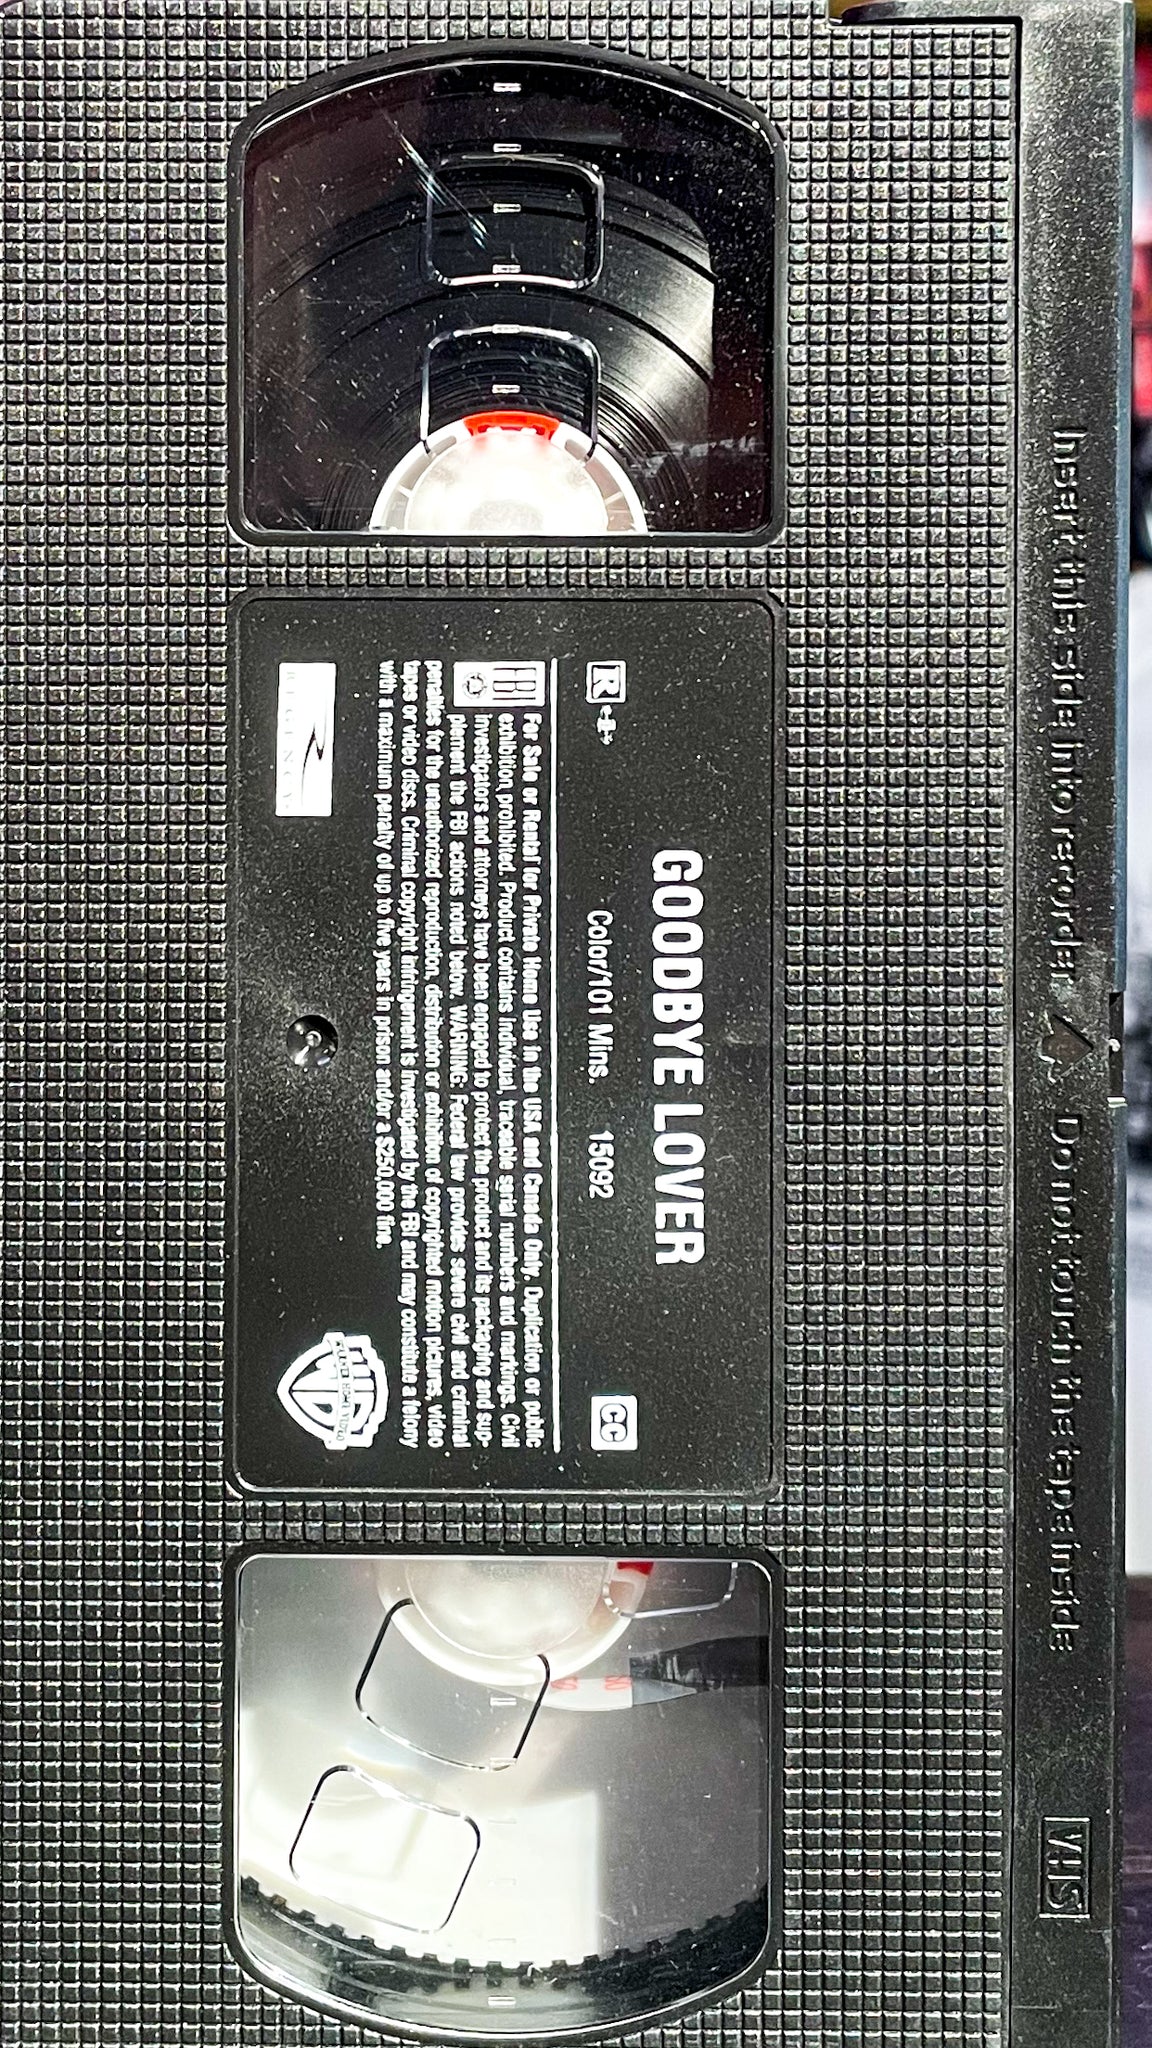 Insert this side into recorder Do not touch the tape inside
VHS
GOODBYE LOVER
R Color/101 Mins. 15092 CC
For Sale or Rental for Private Home Use in the USA and Canada Only. Duplication or public
exhibition prohibited. Product contains individual, traceable serial numbers and markings. Civil
investigators and attorneys have been engaged to protect the product and its packaging and sup-
plement the FBI actions noted below. WARNING: Federal law provides severe civil and criminal
penalties for the unauthorized reproduction, distribution or exhibition of copyrighted motion pictures, video
tapes or video discs. Criminal copyright infringement is investigated by the FBI and may constitute a felony
with a maximum penalty of up to five years in prison and/or a $250,000 fine.
FBI
REGENCY
WB